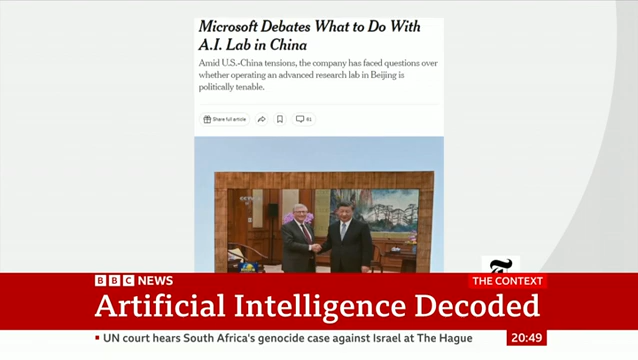 Microsoft Debates What to Do With
A.I. Lab in China
Amid U.S.-China tensions, the company has faced questions over
whether operating an advanced research lab in Beijing is
politically tenable.
Share full article
61
BBC NEWS
THE CONTEXT
Artificial Intelligence Decoded
UN court hears South Africa's genocide case against Israel at The Hague
20:49